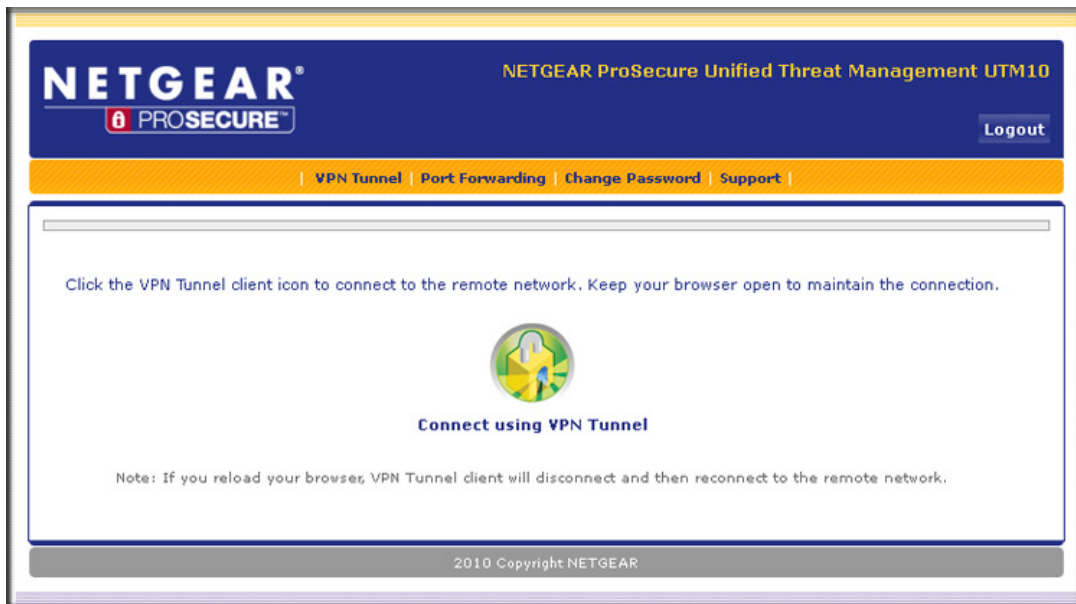 NETGEAR®
PROSECURE™
NETGEAR ProSecure Unified Threat Management UTM10
Logout
| VPN Tunnel | Port Forwarding | Change Password | Support |
Click the VPN Tunnel client icon to connect to the remote network. Keep your browser open to maintain the connection.
Connect using VPN Tunnel
Note: If you reload your browser, VPN Tunnel client will disconnect and then reconnect to the remote network.
2010 Copyright NETGEAR